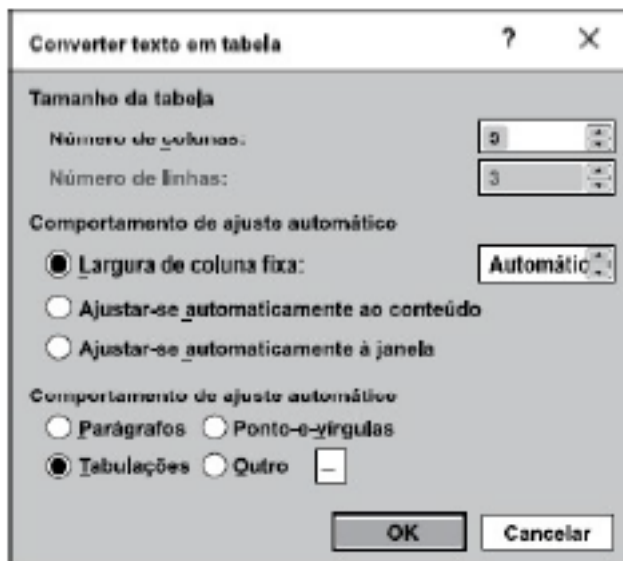 Converter texto em tabela ? ×
Tamanho da tabela
Número de colunas:
Número de linhas: 3
Comportamento de ajuste automático
Largura de coluna fixa: Automátic
Ajustar-se automaticamente ao conteúdo
Ajustar-se automaticamente à janela
Comportamento de ajuste automático
Parágrafos Ponto-e-vírgulas
Tabulações Outro –
OK Cancelar